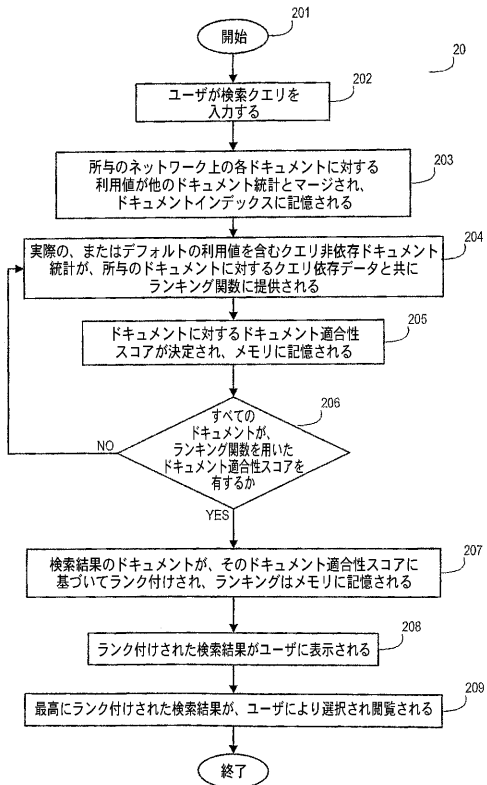 開始
201
20
202
ユーザが検索クエリを
入力する
所与のネットワーク上の各ドキュメントに対する
利用値が他のドキュメント統計とマージされ、
ドキュメントインデックスに記憶される
203
実際の、またはデフォルトの利用値を含むクエリ非依存ドキュメント
統計が、所与のドキュメントに対するクエリ依存データと共に
ランキング関数に提供される
204
ドキュメントに対するドキュメント適合性
スコアが決定され、メモリに記憶される
205
すべての
ドキュメントが、
ランキング関数を用いた
ドキュメント適合性スコアを
有するか
206
NO
YES
検索結果のドキュメントが、そのドキュメント適合性スコアに
基づいてランク付けされ、ランキングはメモリに記憶される
207
ランク付けされた検索結果がユーザに表示される
208
最高にランク付けされた検索結果が、ユーザにより選択され閲覧される
209
終了